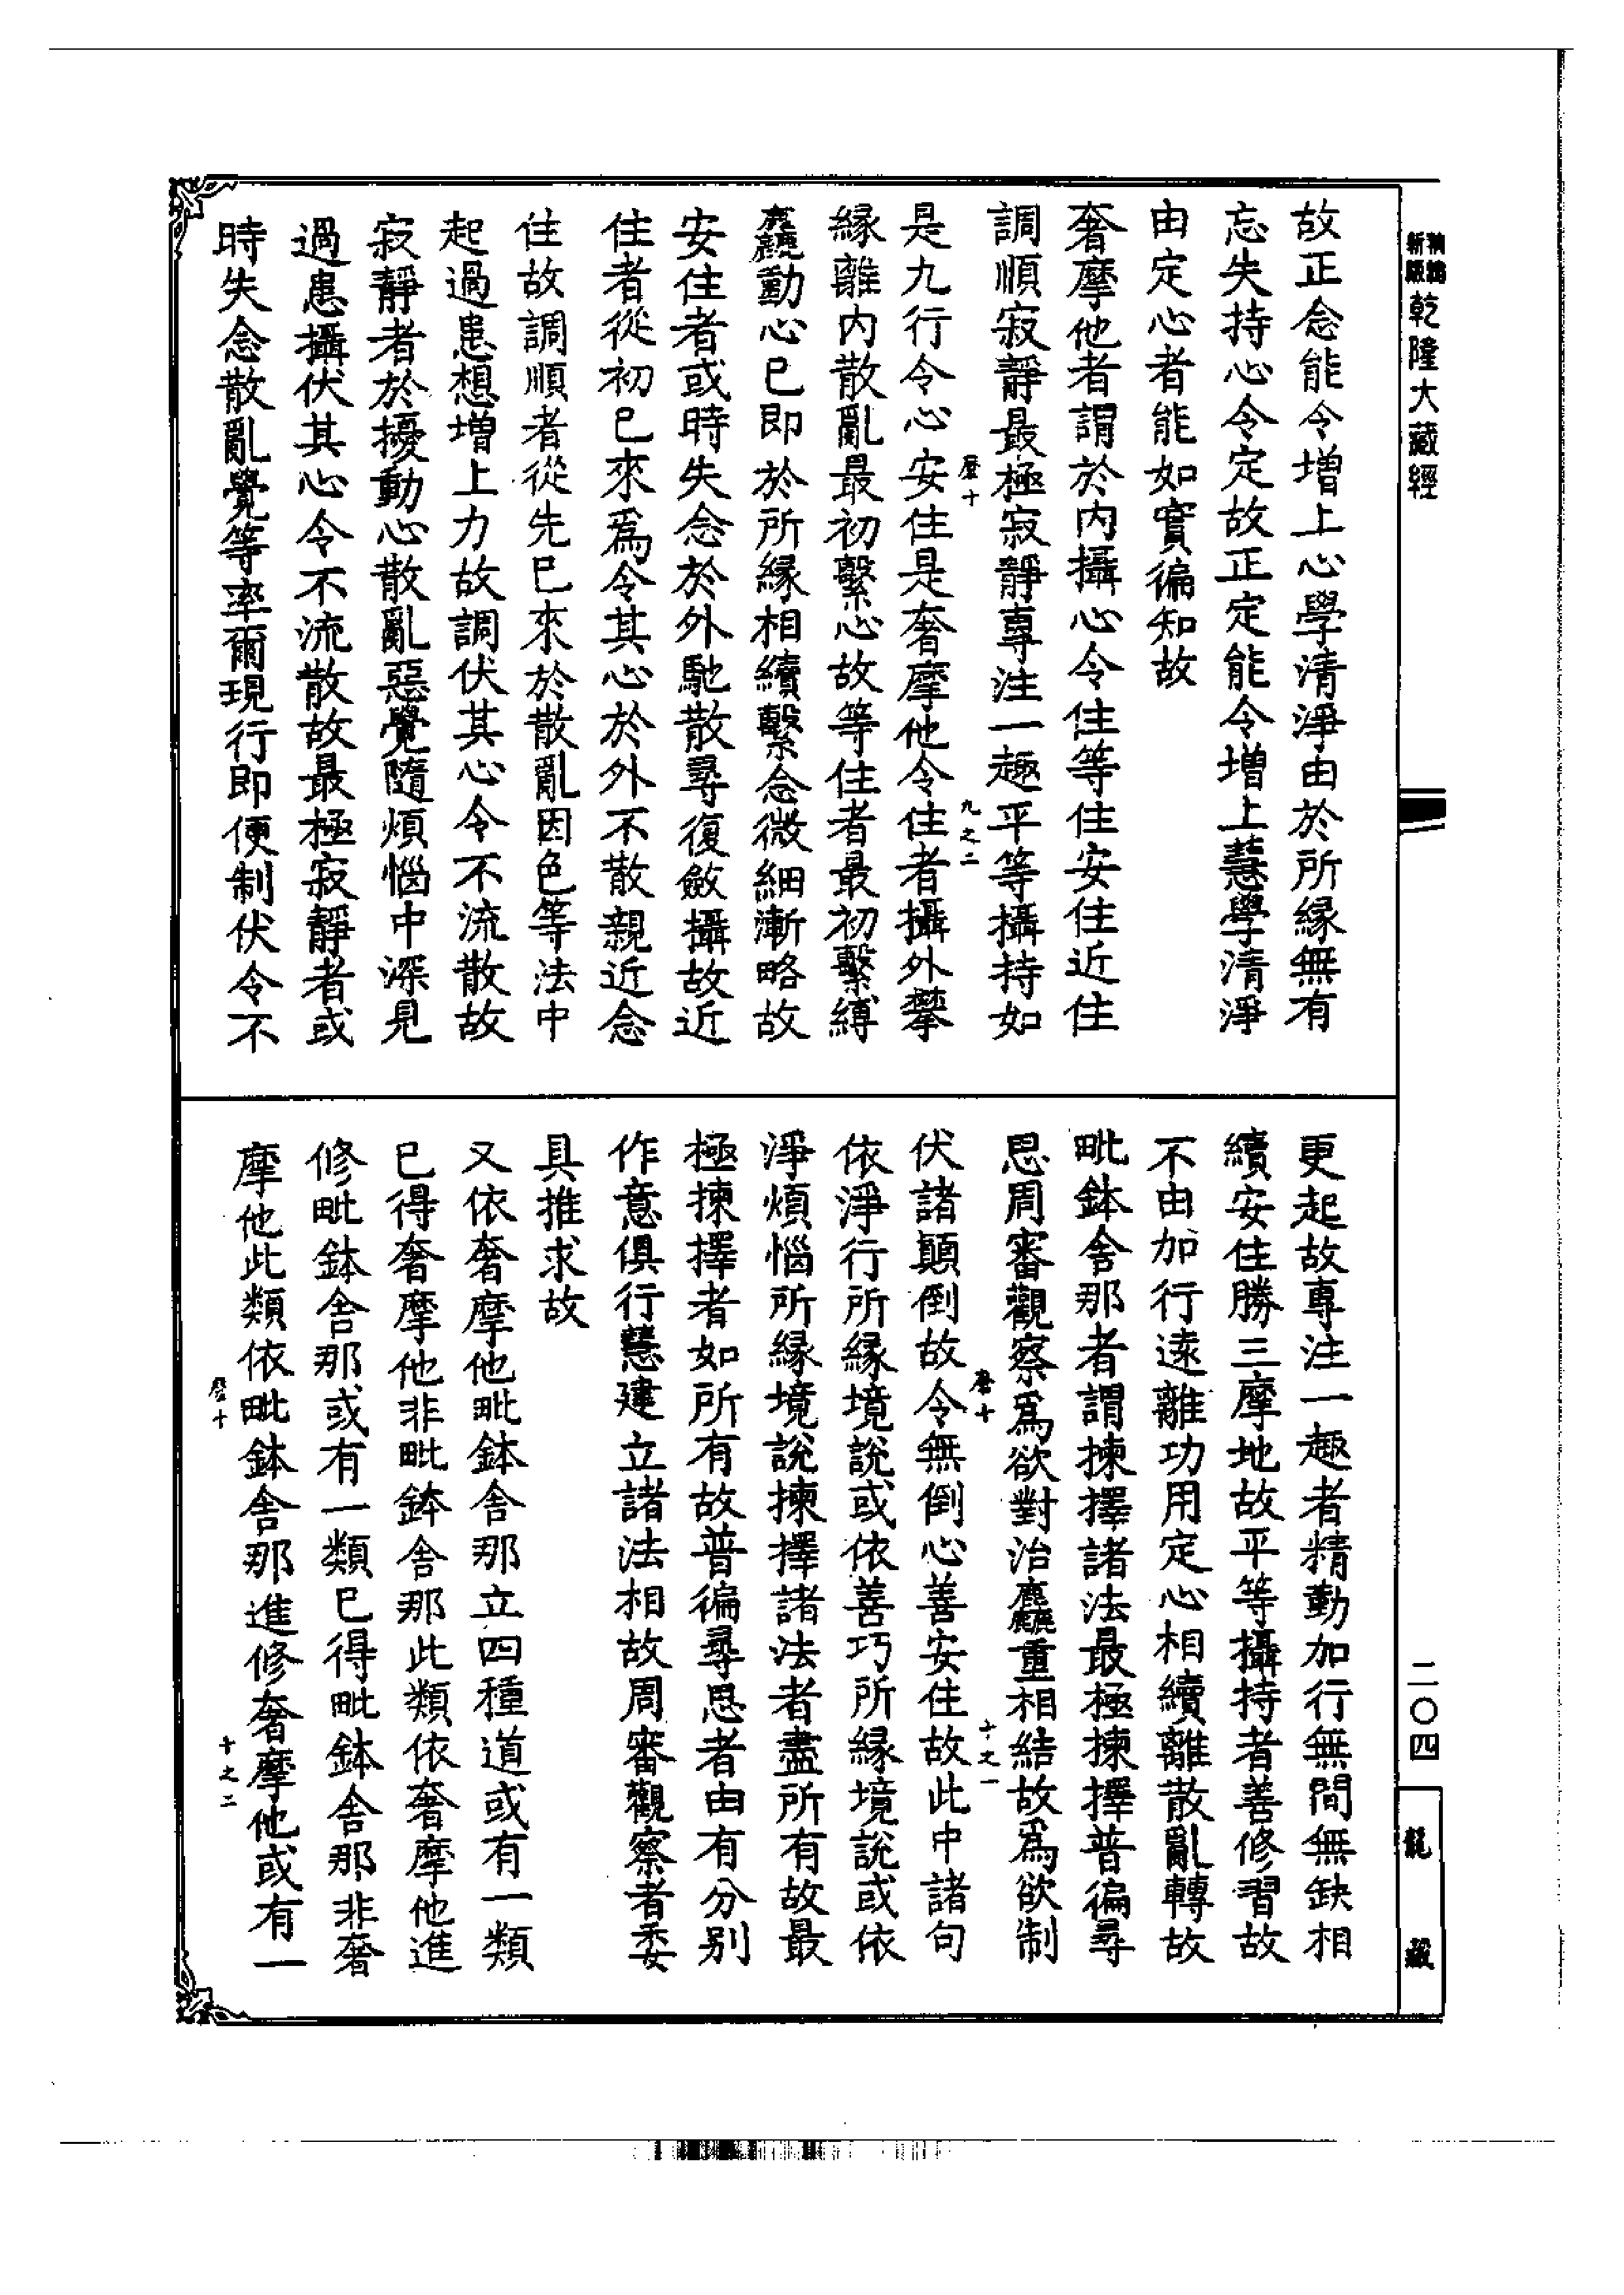 新編
新版
乾隆大藏經
故正念能令增上心學清淨由於所緣無有
忘失持心令定故正定能令增上慧學清淨
由定心者能如實徧知故
奢摩他者謂於內攝心令住等住安住近住
調順寂靜最極寂靜專注一趣平等攝持如
是九行令心安住是奢摩他令住者攝外攀
緣離內散亂最初繫心故等住者最初繫縛
麤動心已即於所緣相續繫念微細漸略故
安住者或時失念於外馳散尋復斂攝故近
住者從初已來爲令其心於外不散親近念
住故調順者從先已來於散亂因色等法中
起過患想增上力故調伏其心令不流散故
寂靜者於擾動心散亂惡覺隨煩惱中深見
過患攝伏其心令不流散故最極寂靜者或
時失念散亂覺等率爾現行即便制伏令不
十
九之二
更起故專注一趣者精勤加行無間無缺相
續安住勝三摩地故平等攝持者善修習故
不由加行遠離功用定心相續離散亂轉故
毗鉢舍那者謂揀擇諸法最極揀擇普徧尋
思周審觀察爲欲對治麤重相結故爲欲制
伏諸顛倒故令無倒心善安住故此中諸句
依淨行所緣境說或依善巧所緣境說或依
淨煩惱所緣境說揀擇諸法者盡所有故最
極揀擇者如所有故普徧尋思者由有分別
作意俱行慧建立諸法相故周審觀察者委
具推求故
又依奢摩他毗鉢舍那立四種道或有一類
已得奢摩他非毗鉢舍那此類依奢摩他進
修毗鉢舍那或有一類已得毗鉢舍那非奢
摩他此類依毗鉢舍那進修奢摩他或有一
十
十之一
十
十之二
二〇四
龍藏